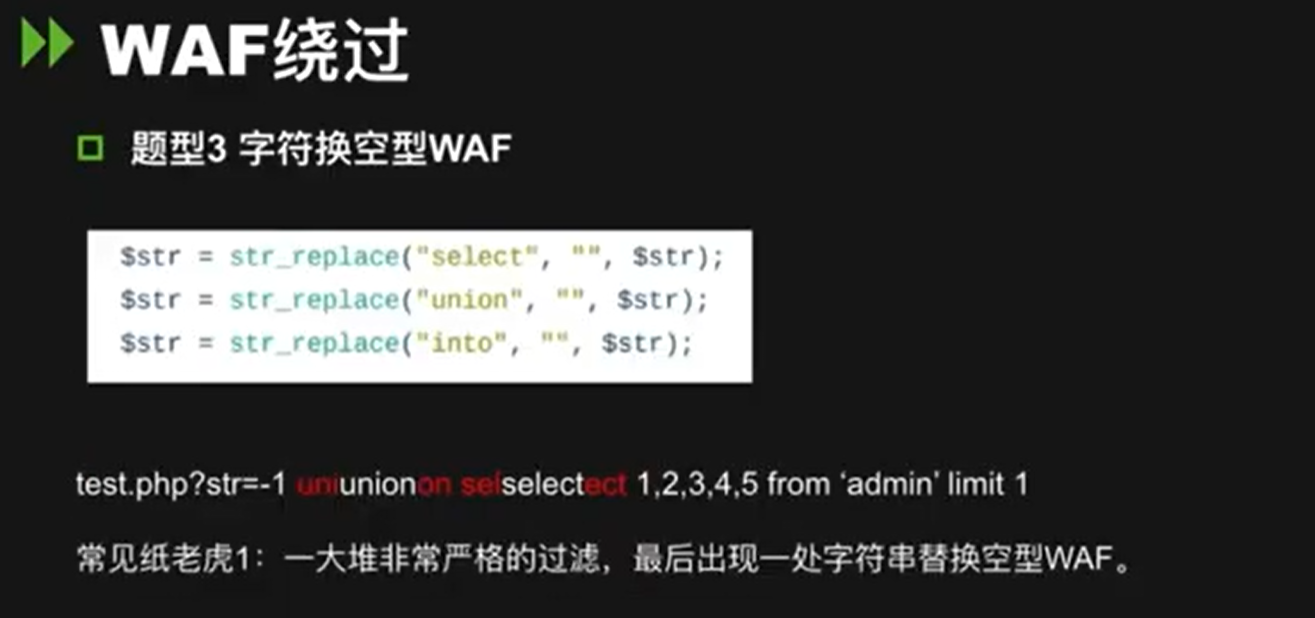 WAF绕过
题型3 字符换空型WAF
$str = str_replace("select", "", $str);
$str = str_replace("union", "", $str);
$str = str_replace("into", "", $str);
test.php?str=-1 uniunionon selselectect 1,2,3,4,5 from ‘admin’ limit 1
常见纸老虎1：一大堆非常严格的过滤，最后出现一处字符串替换空型WAF。